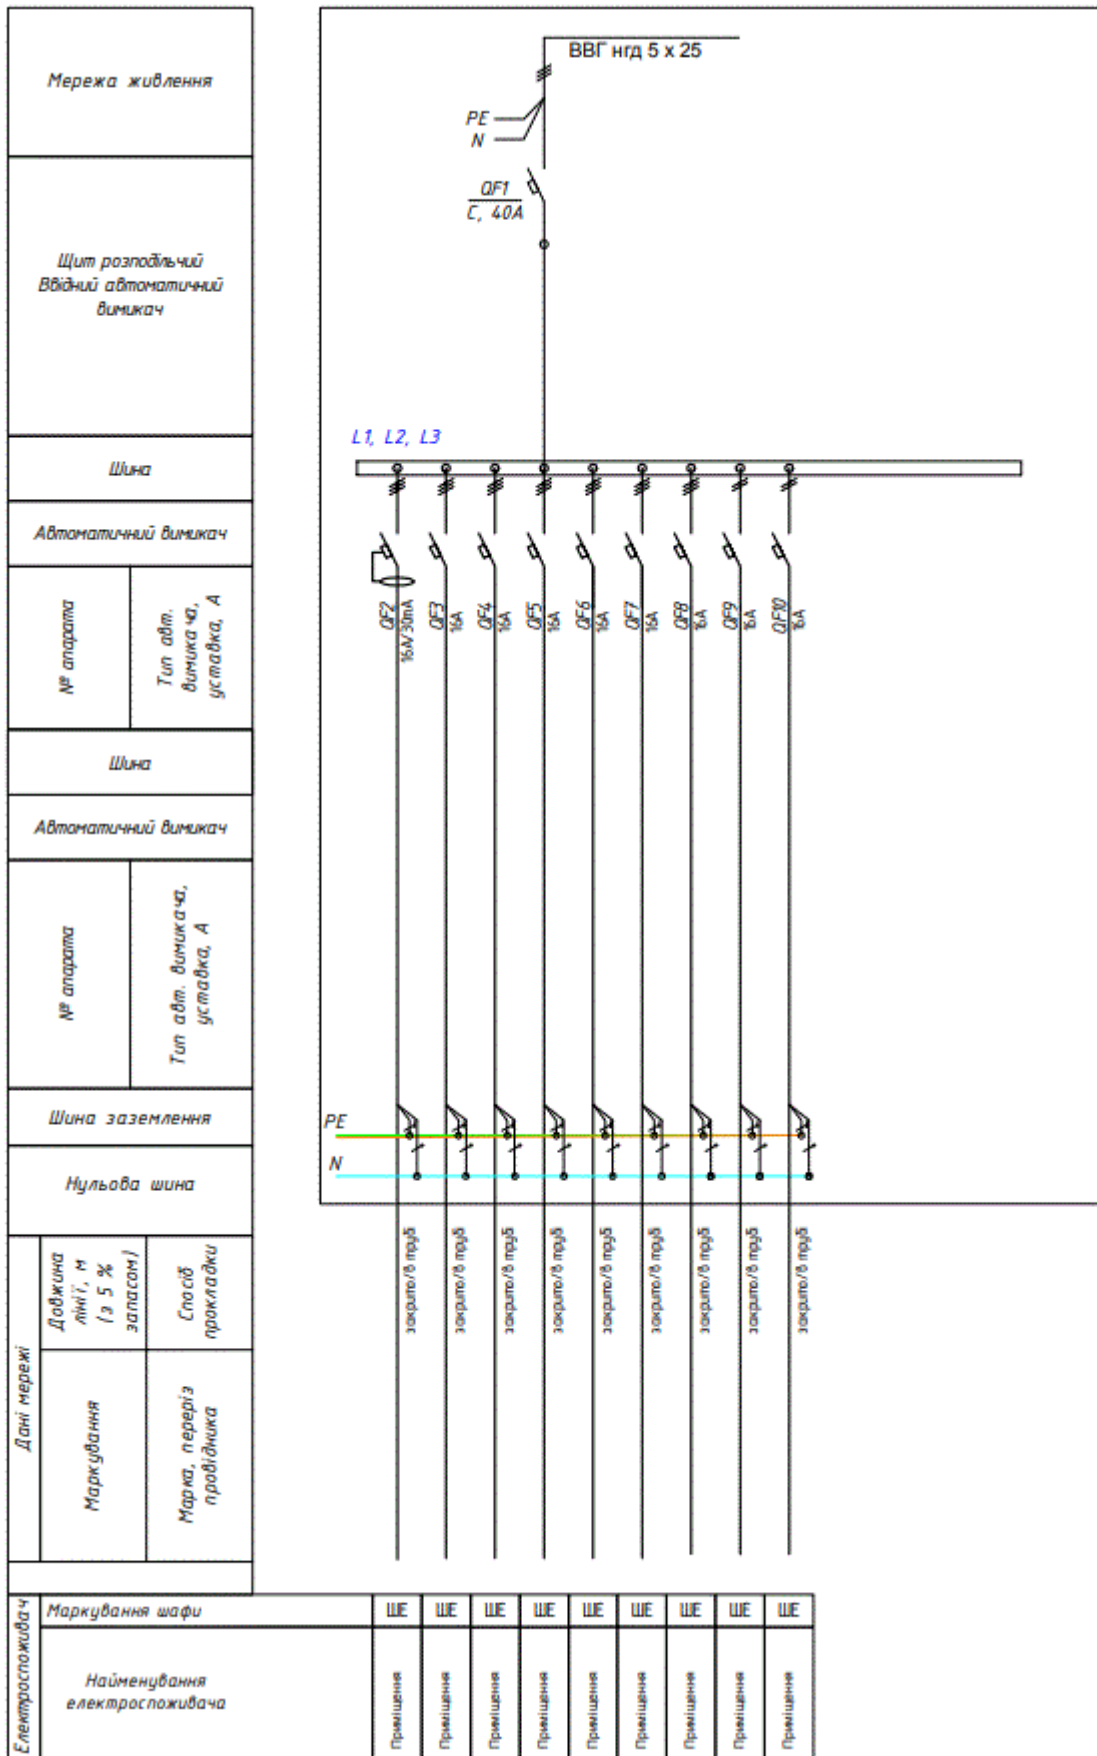 Мережа живлення
ВВГ нгд 5 x 25
PE
N
QF1
C, 40A
Щит розподільчий
Ввідний автоматичний
вимикач
L1, L2, L3
Шина
Автоматичний вимикач
№ апарата
Тип авт.
вимикача,
уставка, А
QF2
16A/30mA
QF3
16A
QF4
16A
QF5
16A
QF6
16A
QF7
16A
QF8
16A
QF9
16A
QF10
16A
Шина
Автоматичний вимикач
№ апарата
Тип авт. вимикача,
уставка, А
Шина заземлення
PE
Нульова шина
N
Дані мережі
Довжина
лінії, м
(з 5 %
запасом)
Спосіб
прокладки
закрито/в труб
закрито/в труб
закрито/в труб
закрито/в труб
закрито/в труб
закрито/в труб
закрито/в труб
закрито/в труб
закрито/в труб
Маркування
Марка, переріз
провідника
Електроспоживач
Маркування шафи
ШЕ
ШЕ
ШЕ
ШЕ
ШЕ
ШЕ
ШЕ
ШЕ
ШЕ
Найменування
електроспоживача
Приміщення
Приміщення
Приміщення
Приміщення
Приміщення
Приміщення
Приміщення
Приміщення
Приміщення